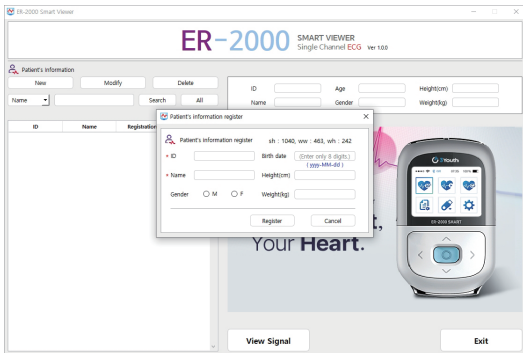 ER-2000 Smart Viewer
ER-2000 SMART VIEWER
Single Channel ECG Ver 1.0.0
Patient's information
New Modify Delete
Name Search All
ID Age Height(cm)
Name Gender Weight(kg)
ID Name Registration
Patient's information register
Patient's information register sh : 1040, ww : 463, wh : 242
* ID Birth date (Enter only 8 digits.)
( yyyy-MM-dd )
* Name Height(cm)
Gender M F Weight(kg)
Register Cancel
Your Heart.
ER-2000 SMART
View Signal Exit